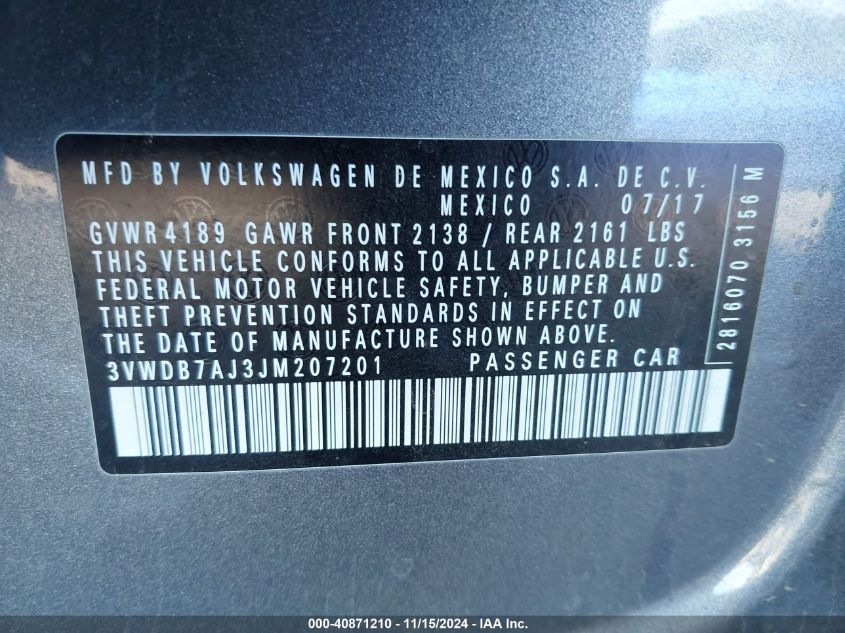 MFD BY VOLKSWAGEN DE MEXICO S.A. DE C.V.
MEXICO 07/17
GVWR 4189 GAWR FRONT 2138 / REAR 2161 LBS
THIS VEHICLE CONFORMS TO ALL APPLICABLE U.S.
FEDERAL MOTOR VEHICLE SAFETY, BUMPER AND
THEFT PREVENTION STANDARDS IN EFFECT ON
THE DATE OF MANUFACTURE SHOWN ABOVE.
3VWDB7AJ3JM207201 PASSENGER CAR
2816070 3156 M
000-40871210 - 11/15/2024 - IAA Inc.